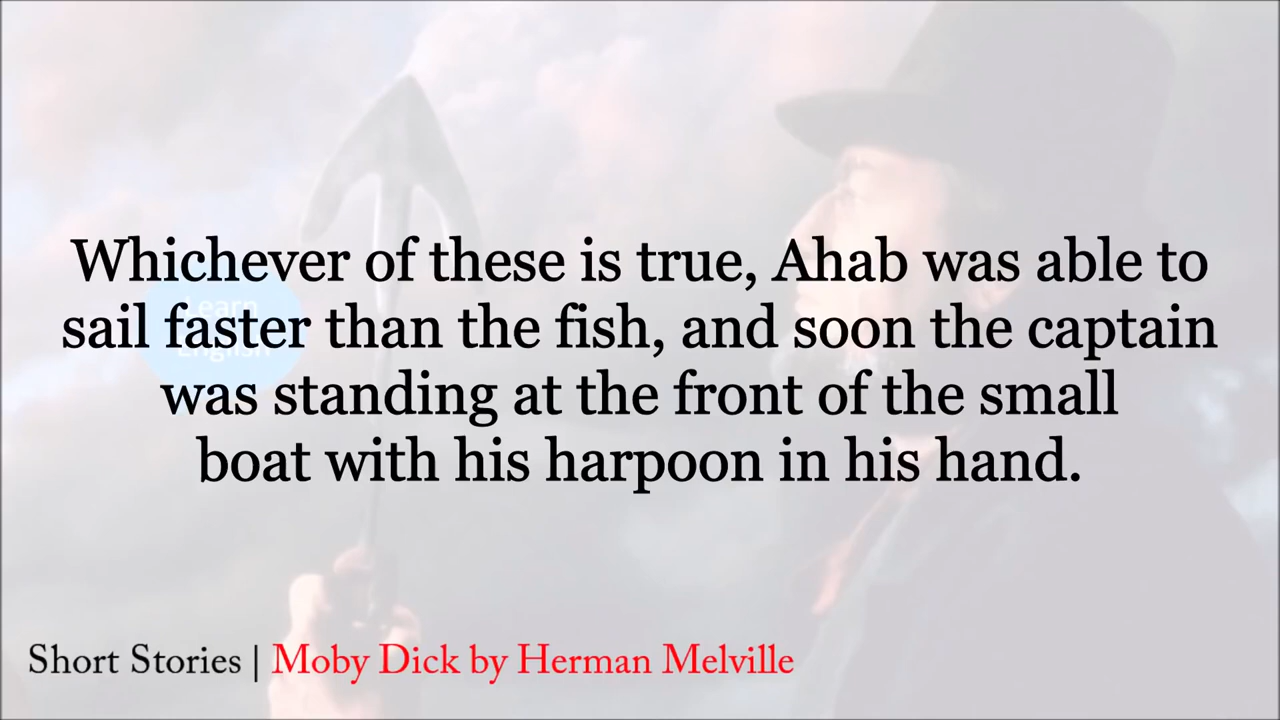 Whichever of these is true, Ahab was able to
sail faster than the fish, and soon the captain
was standing at the front of the small
boat with his harpoon in his hand.
Learn
English
Short Stories | Moby Dick by Herman Melville